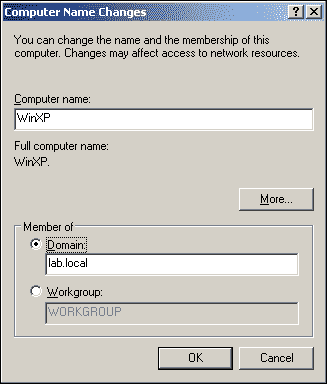 Computer Name Changes
You can change the name and the membership of this
computer. Changes may affect access to network resources.
Computer name:
WinXP
Full computer name:
WinXP.
More...
Member of
Domain:
lab.local
Workgroup:
WORKGROUP
OK
Cancel